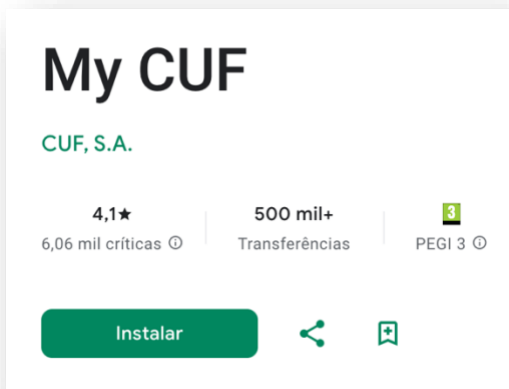 My CUF
CUF, S.A.
4,1★ 500 mil+ 3
6,06 mil críticas ⓘ Transferências PEGI 3 ⓘ
Instalar